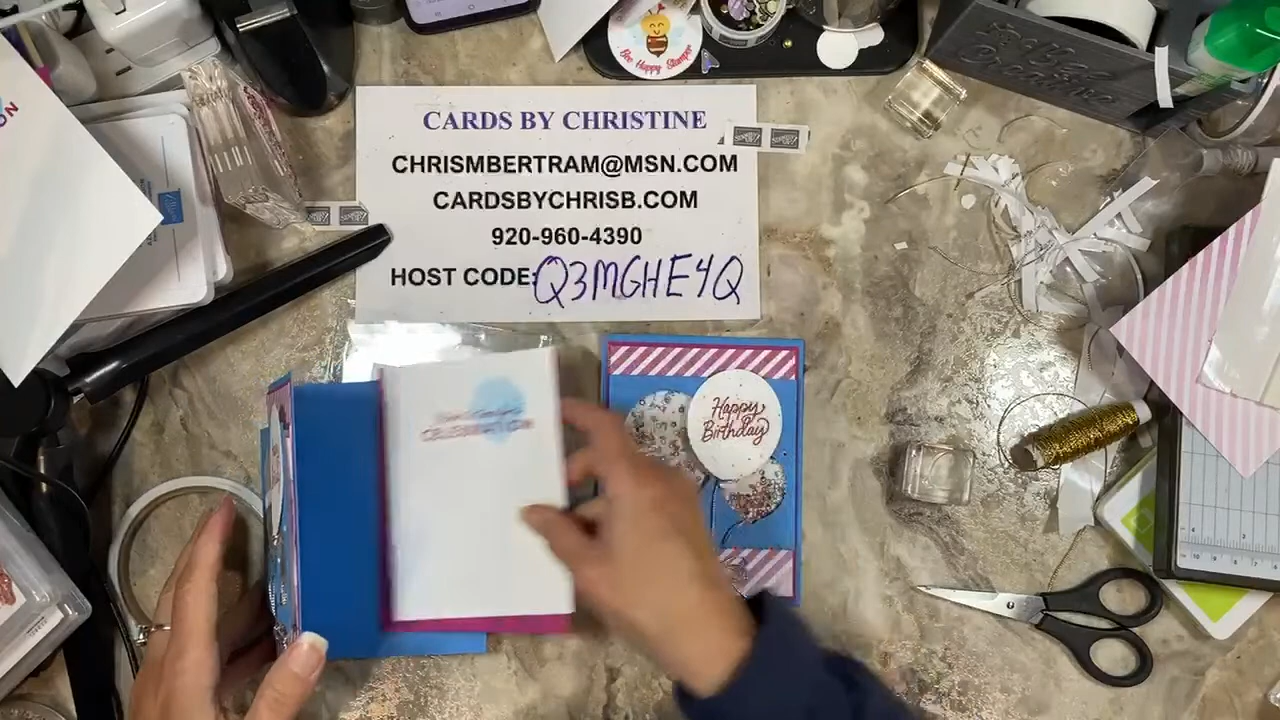 Bee Happy Stamper
CARDS BY CHRISTINE
CHRISMBERTRAM@MSN.COM
CARDSBYCHRISB.COM
920-960-4390
HOST CODE: Q3MGHE4Q
Happy
Birthday
CELEBRATION